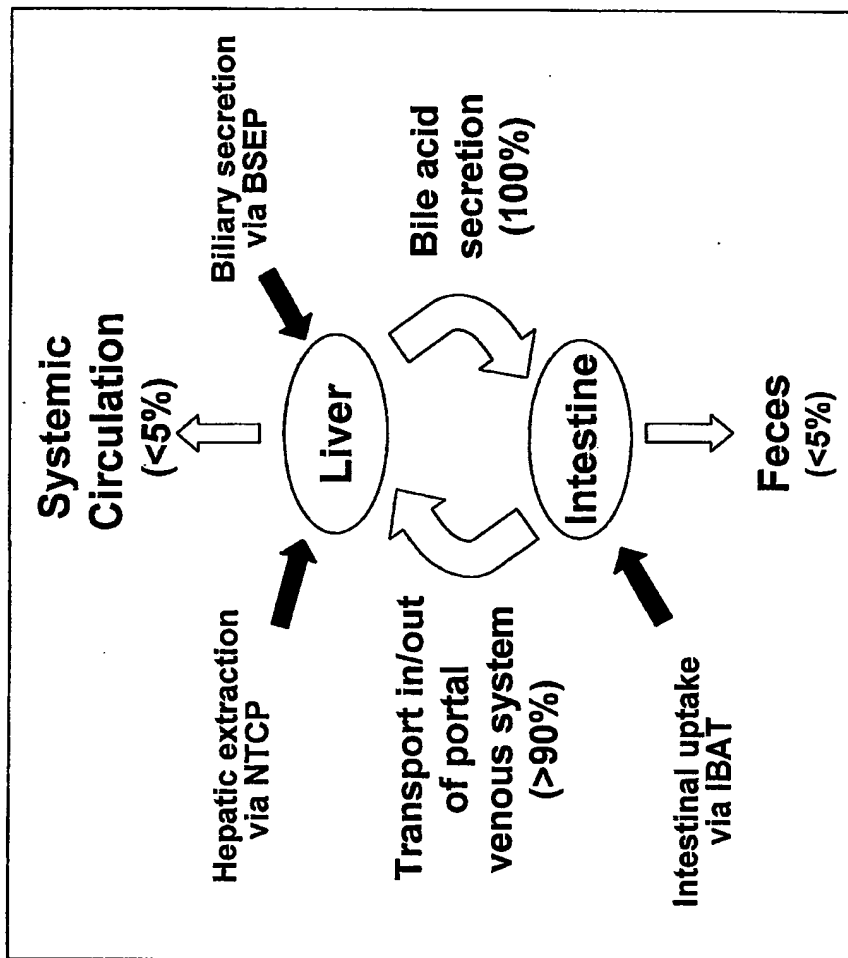 Systemic
Circulation
(<5%)
Hepatic extraction
via NTCP
Biliary secretion
via BSEP
Liver
Transport in/out
of portal
venous system
(>90%)
Bile acid
secretion
(100%)
Intestine
Intestinal uptake
via IBAT
Feces
(<5%)